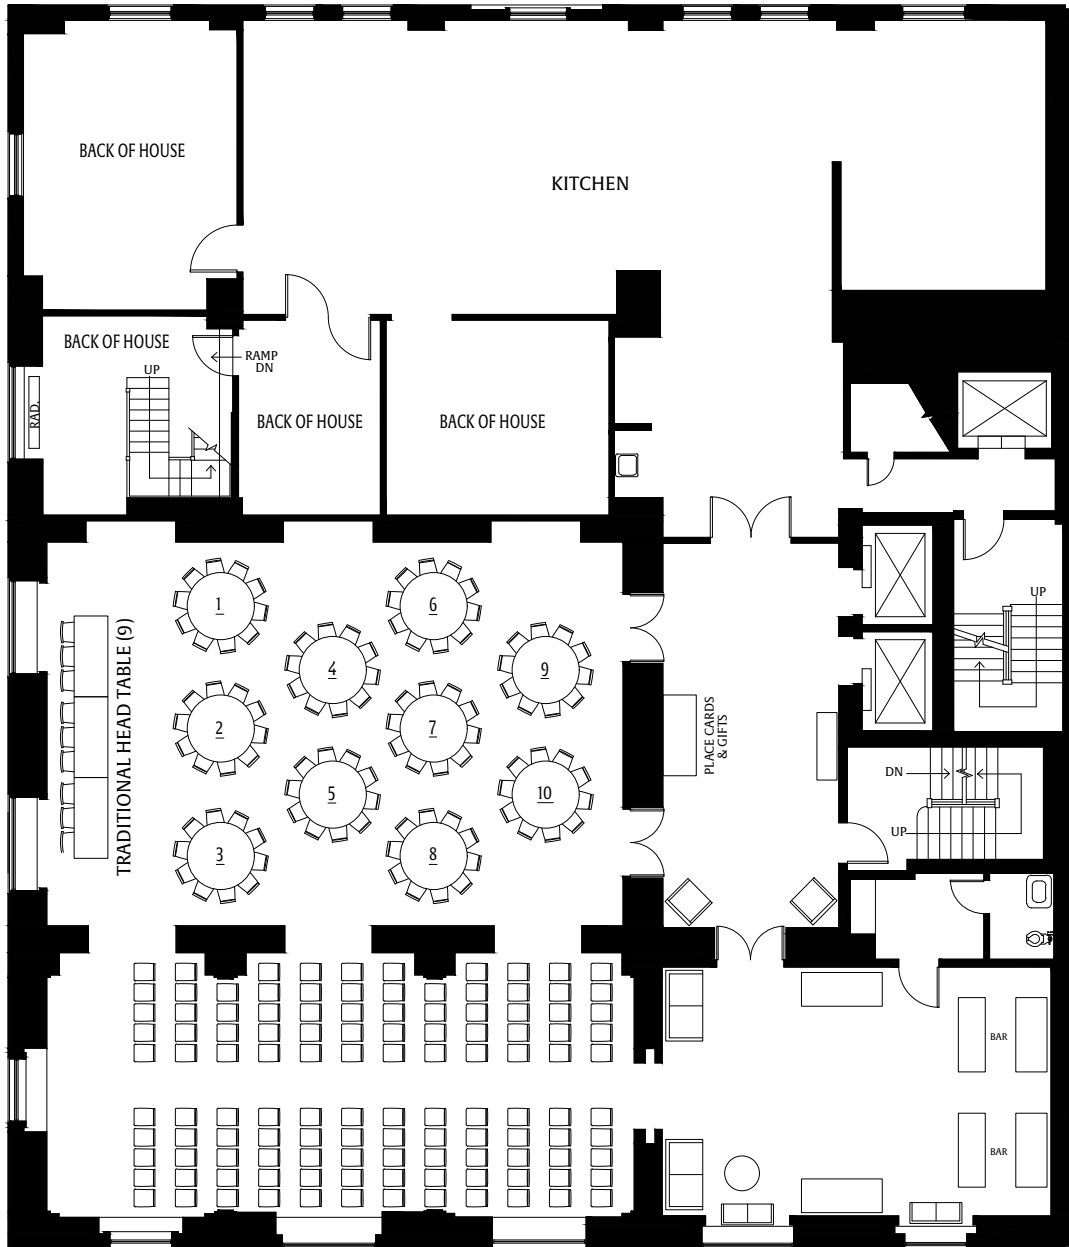 BACK OF HOUSE
KITCHEN
BACK OF HOUSE
RAMP
DN
UP
RAD.
BACK OF HOUSE
BACK OF HOUSE
TRADITIONAL HEAD TABLE (9)
1
6
4
9
2
7
5
10
3
8
PLACE CARDS
& GIFTS
UP
DN
UP
BAR
BAR